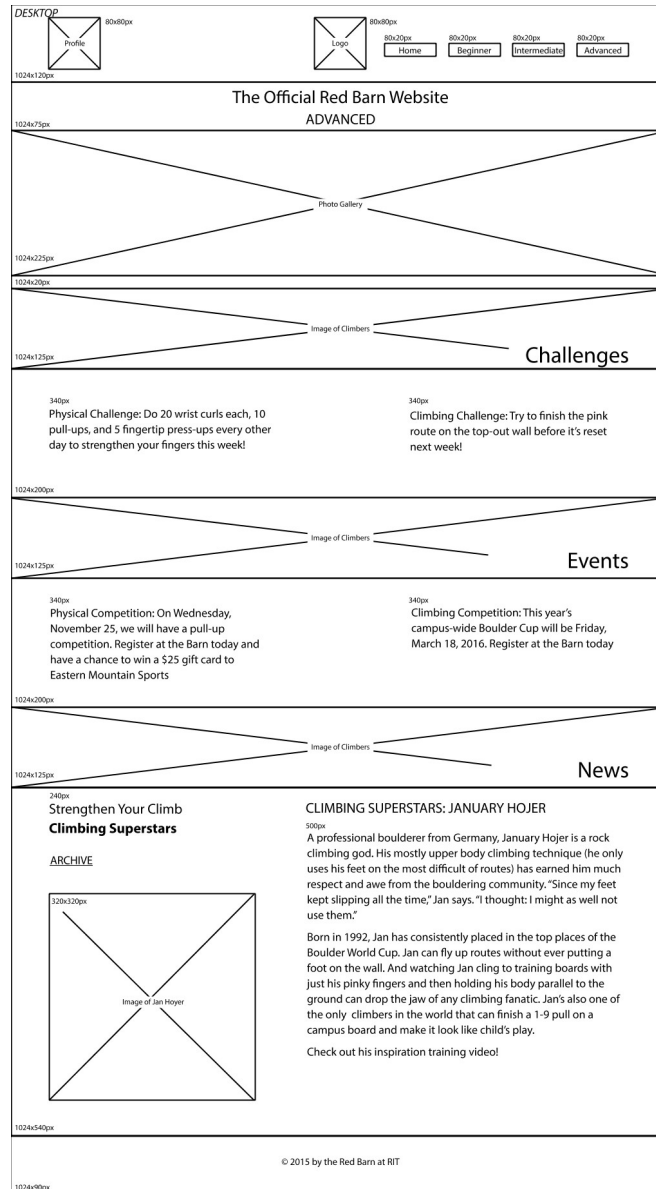 DESKTOP
80x80px
Profile
80x80px
Logo
80x20px
80x20px
80x20px
80x20px
Home
Beginner
Intermediate
Advanced
1024x120px
The Official Red Barn Website
ADVANCED
1024x75px
Photo Gallery
1024x225px
1024x20px
Image of Climbers
1024x125px
Challenges
340px
Physical Challenge: Do 20 wrist curls each, 10
pull-ups, and 5 fingertip press-ups every other
day to strengthen your fingers this week!
340px
Climbing Challenge: Try to finish the pink
route on the top-out wall before it's reset
next week!
1024x200px
Image of Climbers
1024x125px
Events
340px
Physical Competition: On Wednesday,
November 25, we will have a pull-up
competition. Register at the Barn today and
have a chance to win a $25 gift card to
Eastern Mountain Sports
340px
Climbing Competition: This year's
campus-wide Boulder Cup will be Friday,
March 18, 2016. Register at the Barn today
1024x200px
Image of Climbers
1024x125px
News
240px
Strengthen Your Climb
Climbing Superstars
ARCHIVE
320x320px
Image of Jan Hoyer
CLIMBING SUPERSTARS: JANUARY HOJER
500px
A professional boulderer from Germany, January Hojer is a rock
climbing god. His mostly upper body climbing technique (he only
uses his feet on the most difficult of routes) has earned him much
respect and awe from the bouldering community. "Since my feet
kept slipping all the time," Jan says. "I thought: I might as well not
use them."
Born in 1992, Jan has consistently placed in the top places of the
Boulder World Cup. Jan can fly up routes without ever putting a
foot on the wall. And watching Jan cling to training boards with
just his pinky fingers and then holding his body parallel to the
ground can drop the jaw of any climbing fanatic. Jan's also one of
the only climbers in the world that can finish a 1-9 pull on a
campus board and make it look like child's play.
Check out his inspiration training video!
1024x540px
© 2015 by the Red Barn at RIT
1024x90px